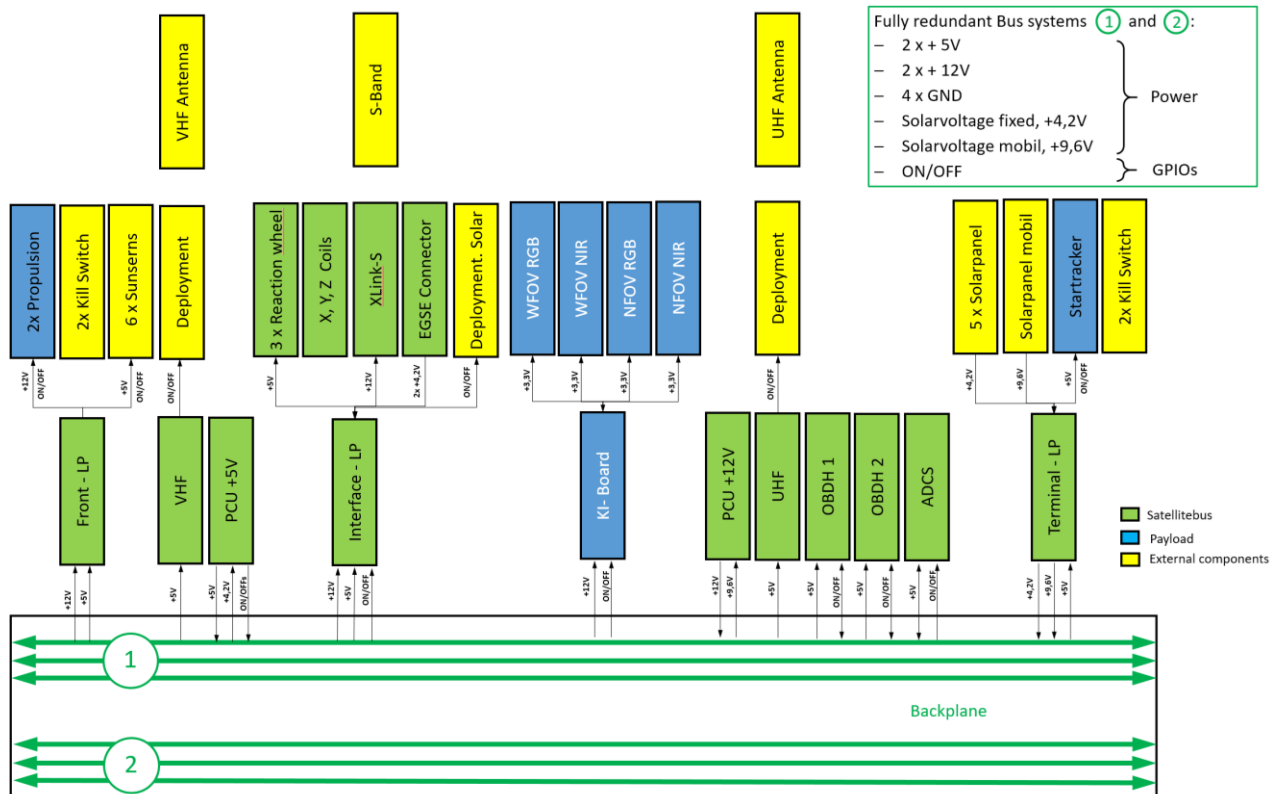 VHF Antenna
S-Band
UHF Antenna
Fully redundant Bus systems 1 and 2:
– 2 x + 5V
– 2 x + 12V
– 4 x GND
– Solarvoltage fixed, +4,2V
– Solarvoltage mobil, +9,6V
– ON/OFF
Power
GPIOs
2x Propulsion
2x Kill Switch
6 x Sunserns
Deployment
3 x Reaction wheel
X, Y, Z Coils
XLink-S
EGSE Connector
Deployment. Solar
WFOV RGB
WFOV NIR
NFOV RGB
NFOV NIR
Deployment
5 x Solarpanel
Solarpanel mobil
Startracker
2x Kill Switch
+12V
ON/OFF
+5V
ON/OFF
ON/OFF
+5V
+12V
2x +4,2V
ON/OFF
+3,3V
+3,3V
+3,3V
+3,3V
ON/OFF
+4,2V
+9,6V
+5V
ON/OFF
Front - LP
VHF
PCU +5V
Interface - LP
KI- Board
PCU +12V
UHF
OBDH 1
OBDH 2
ADCS
Terminal - LP
Satellitebus
Payload
External components
+12V
+5V
+5V
+5V
+4,2V
ON/OFFs
+12V
+5V
ON/OFF
+12V
ON/OFF
+12V
+9,6V
+5V
+5V
ON/OFF
+5V
ON/OFF
+5V
ON/OFF
+4,2V
+9,6V
+5V
1
Backplane
2